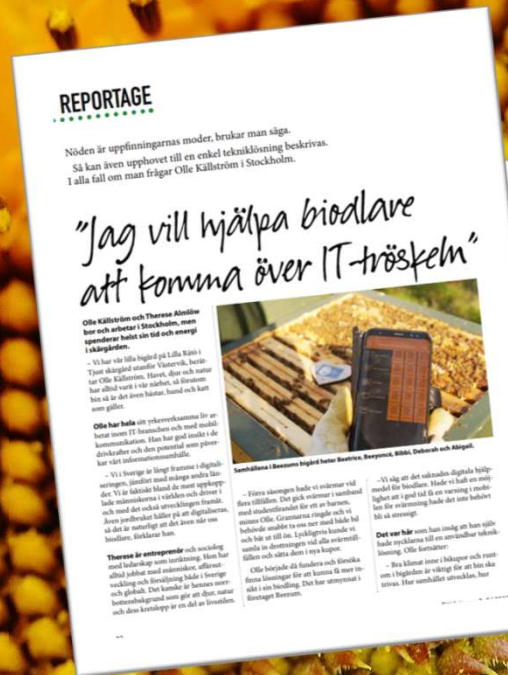 REPORTAGE
Nöden är uppfinningarnas moder, brukar man säga.
Så kan även upphovet till en enkel tekniklösning beskrivas.
I alla fall om man frågar Olle Källström i Stockholm.
"Jag vill hjälpa biodlare
att komma över IT-tröskeln"
Olle Källström och Therese Almlöw
bor och arbetar i Stockholm, men
spenderar helst sin tid och energi
i skärgården.
– Vi har vår lilla bigård på Lilla Rätö i
Tjust skärgård utanför Västervik, berät-
tar Olle Källström. Havet, djur och natur
har alltid varit i vår närhet, så förutom
bin så är det även hästar, hund och katt
som gäller.
Olle har hela sitt yrkesverksamma liv ar-
betat inom IT-branschen och med mobil-
kommunikation. Han har god insikt i de
drivkrafter och den potential som påver-
kar vårt informationssamhälle.
– Vi i Sverige är långt framme i digitali-
seringen, jämfört med många andra län-
der. Vi är faktiskt bland de mest uppkopp-
lade människorna i världen och driver i
och med det också utvecklingen framåt.
Även jordbruket håller på att digitaliseras,
så det är naturligt att det även når oss
biodlare, förklarar han.
Therese är entreprenör och sociolog
med ledarskap som inriktning. Hon har
alltid jobbat med människor, affärsut-
veckling och försäljning både i Sverige
och globalt. Det kanske är hennes norr-
bottensbakgrund som gör att djur, natur
och dess kretslopp är en del av livsstilen.
Samhällena i Beezums bigård heter Beatrice, Beeyonce, Bibbi, Deborah och Abigail.
– Förra säsongen hade vi svärmar vid
flera tillfällen. Det gick svärmar i samband
med studentfirandet för ett av barnen,
minns Olle. Grannarna ringde och vi
behövde snabbt ta oss ner med både bil
och båt ut till ön. Lyckligtvis kunde vi
samla in drottningen vid alla svärmtill-
fällen och sätta dem i nya kupor.
Olle började då fundera och försöka
finna lösningar för att kunna få mer in-
sikt i sin biodling. Det har utmynnat i
företaget Beezum.
– Vi såg att det saknades digitala hjälp-
medel för biodlare. Hade vi haft en möj-
lighet att i god tid få en varning i mobi-
len för svärmning hade det inte behövt
bli så stressigt.
Det var här som han insåg att han själv
hade nycklarna till en användbar teknik-
lösning. Olle fortsätter:
– Bra klimat inne i bikupor och runt-
om i bigården är viktigt för att bin ska
trivas. Hur samhället utvecklas, hur